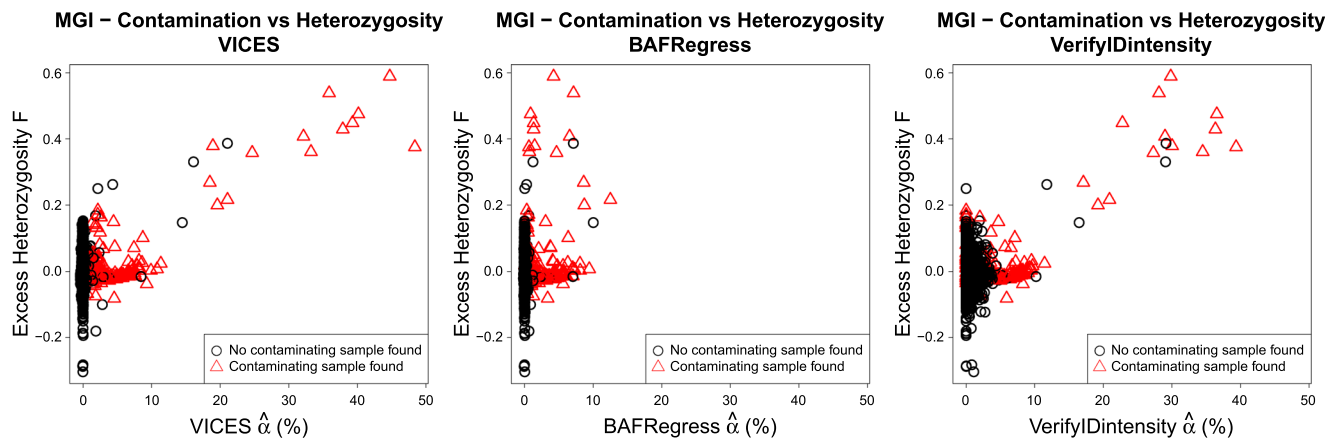 MGI − Contamination vs Heterozygosity
VICES
Excess Heterozygosity F
0.6
0.4
0.2
0.0
−0.2
No contaminating sample found
Contaminating sample found
0 10 20 30 40 50
VICES α̂ (%)
MGI − Contamination vs Heterozygosity
BAFRegress
Excess Heterozygosity F
0.6
0.4
0.2
0.0
−0.2
No contaminating sample found
Contaminating sample found
0 10 20 30 40 50
BAFRegress α̂ (%)
MGI − Contamination vs Heterozygosity
VerifyIDintensity
Excess Heterozygosity F
0.6
0.4
0.2
0.0
−0.2
No contaminating sample found
Contaminating sample found
0 10 20 30 40 50
VerifyIDintensity α̂ (%)